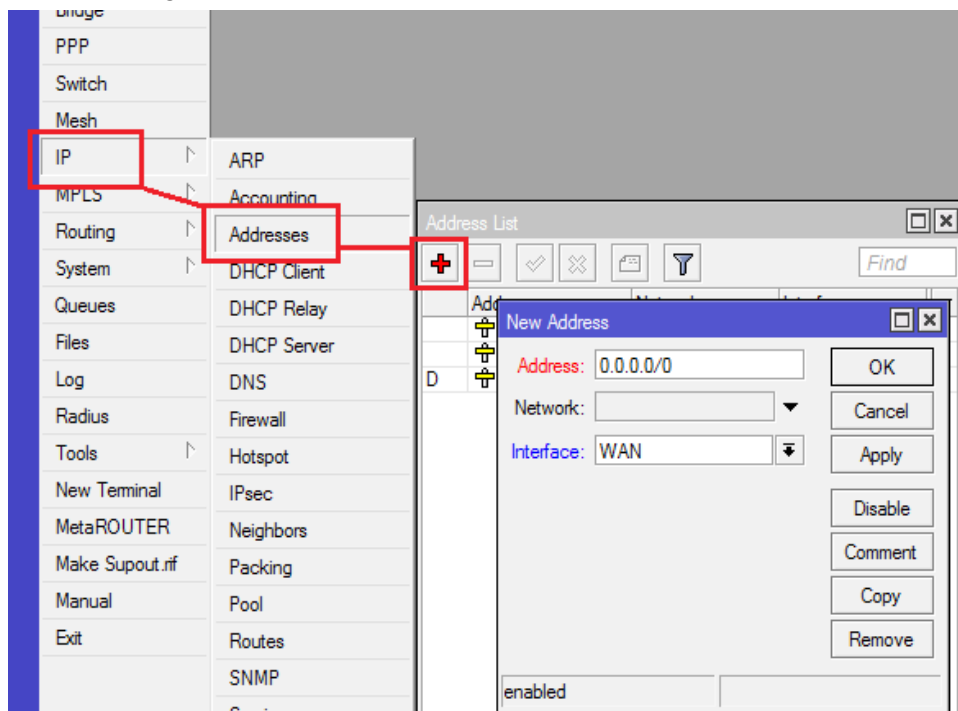 Bridge
PPP
Switch
Mesh
IP
MPLS
Routing
System
Queues
Files
Log
Radius
Tools
New Terminal
MetaROUTER
Make Supout.rif
Manual
Exit
ARP
Accounting
Addresses
DHCP Client
DHCP Relay
DHCP Server
DNS
Firewall
Hotspot
IPsec
Neighbors
Packing
Pool
Routes
SNMP
Address List
Find
D
New Address
Address: 0.0.0.0/0
Network:
Interface: WAN
OK
Cancel
Apply
Disable
Comment
Copy
Remove
enabled